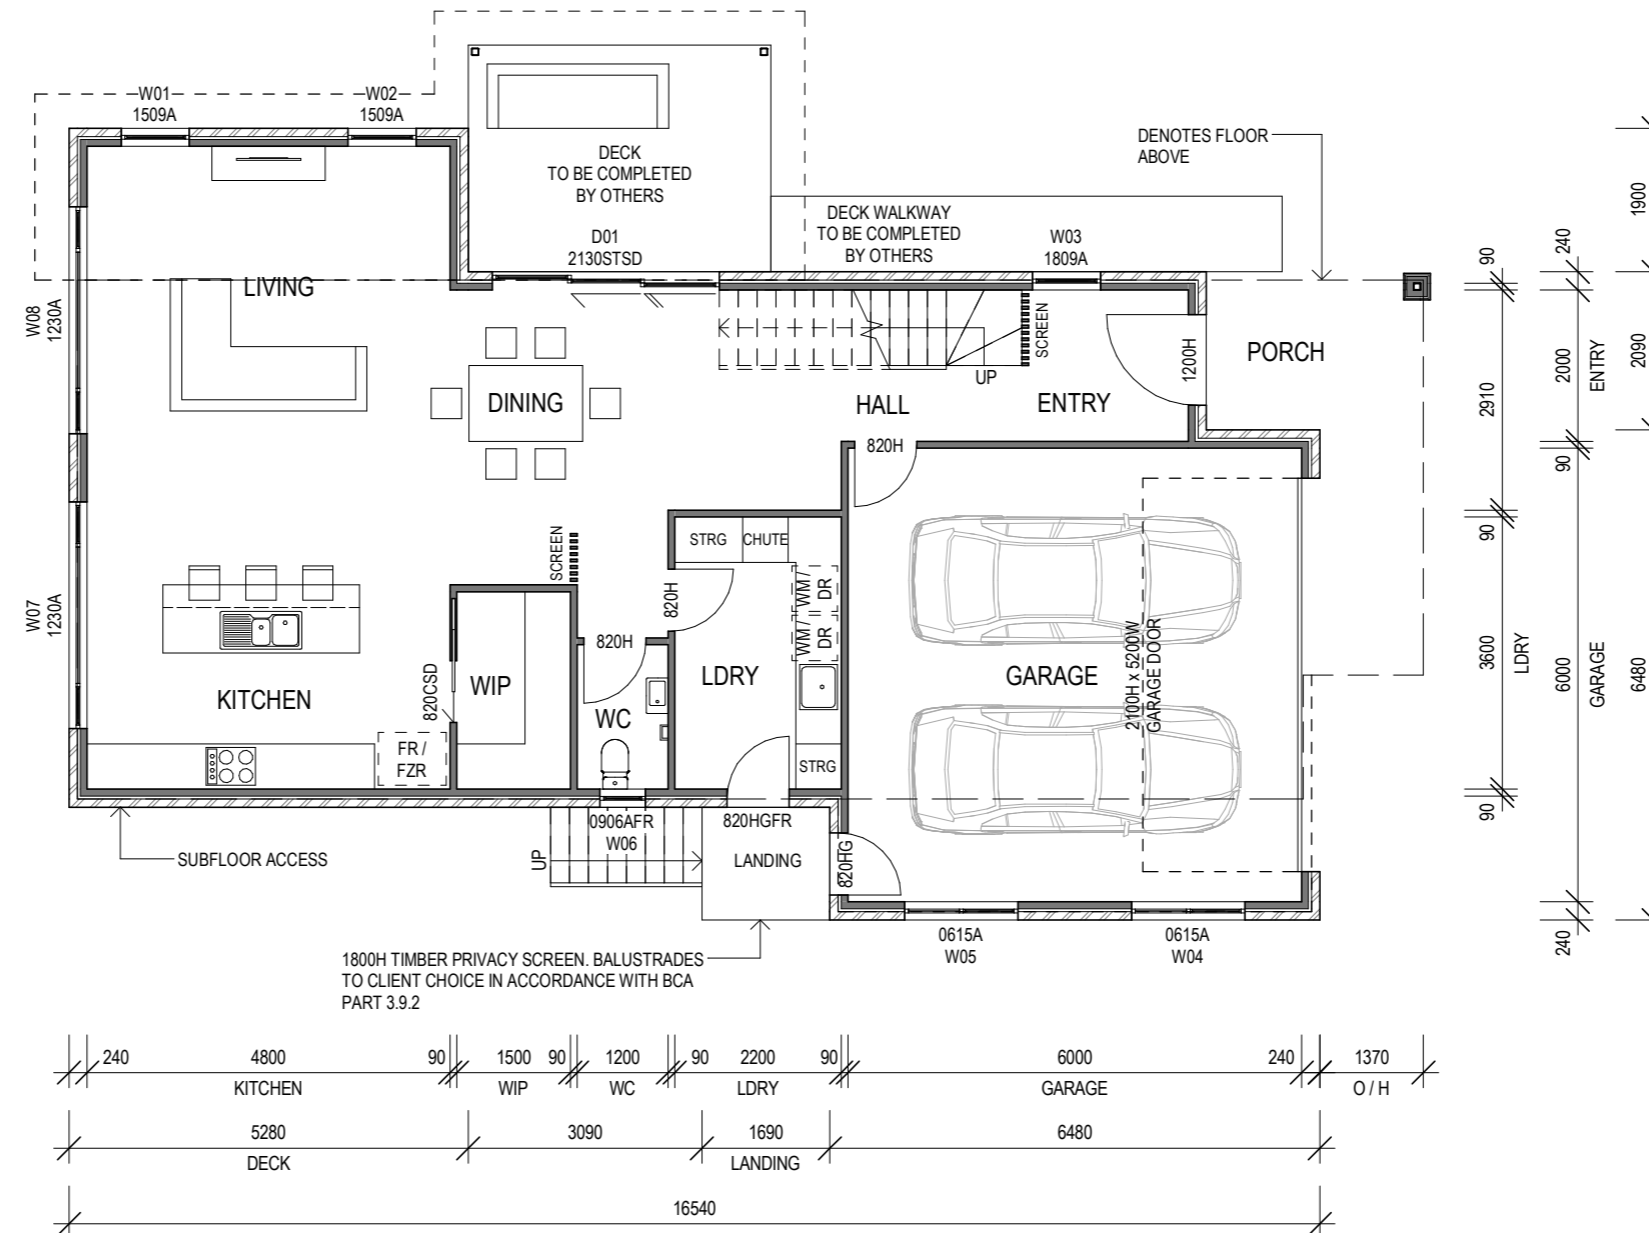 W01
1509A
W02
1509A
DECK
TO BE COMPLETED
BY OTHERS
DENOTES FLOOR
ABOVE
DECK WALKWAY
TO BE COMPLETED
BY OTHERS
D01
2130STSD
W03
1809A
LIVING
W08
1230A
SCREEN
UP
1200H
PORCH
DINING
HALL
ENTRY
820H
SCREEN
STRG
CHUTE
WM /
DR
WM /
DR
820H
820H
W07
1230A
KITCHEN
820CSD
WIP
WC
LDRY
GARAGE
2100H x 5200W
GARAGE DOOR
FR /
FZR
STRG
SUBFLOOR ACCESS
UP
0906AFR
W06
820HGFR
LANDING
820HG
0615A
W05
0615A
W04
1800H TIMBER PRIVACY SCREEN. BALUSTRADES
TO CLIENT CHOICE IN ACCORDANCE WITH BCA
PART 3.9.2
90
2910
90
3600
LDRY
90
240
2000
ENTRY
90
6000
GARAGE
240
1900
2090
6480
240
4800
90
1500
90
1200
90
2200
90
6000
240
1370
KITCHEN
WIP
WC
LDRY
GARAGE
O / H
5280
3090
1690
6480
DECK
LANDING
16540